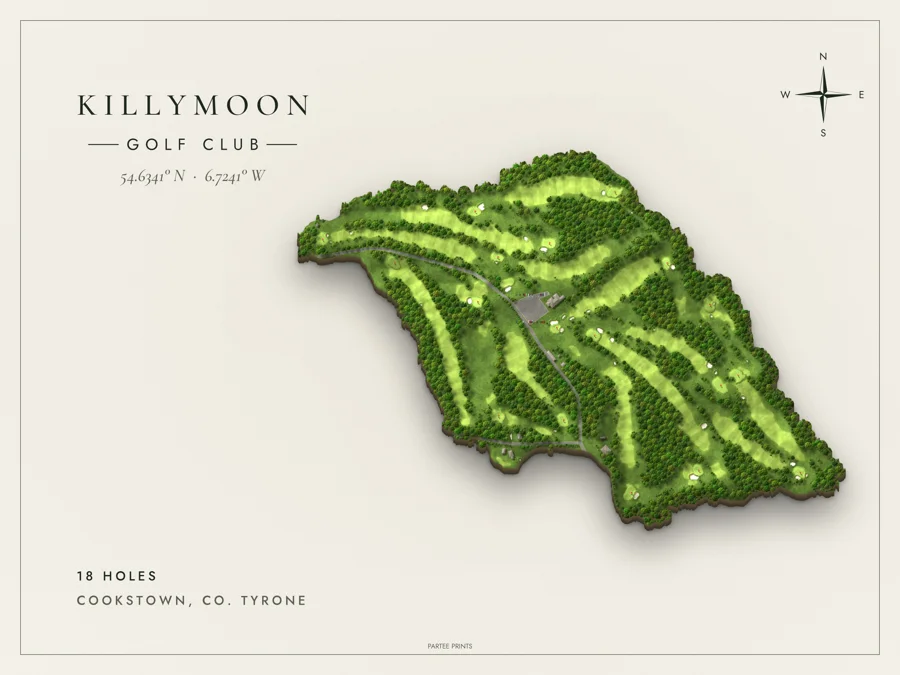 KILLYMOON
GOLF CLUB
54.6341° N · 6.7241° W
N
W E
S
18 HOLES
COOKSTOWN, CO. TYRONE
PARTEE PRINTS